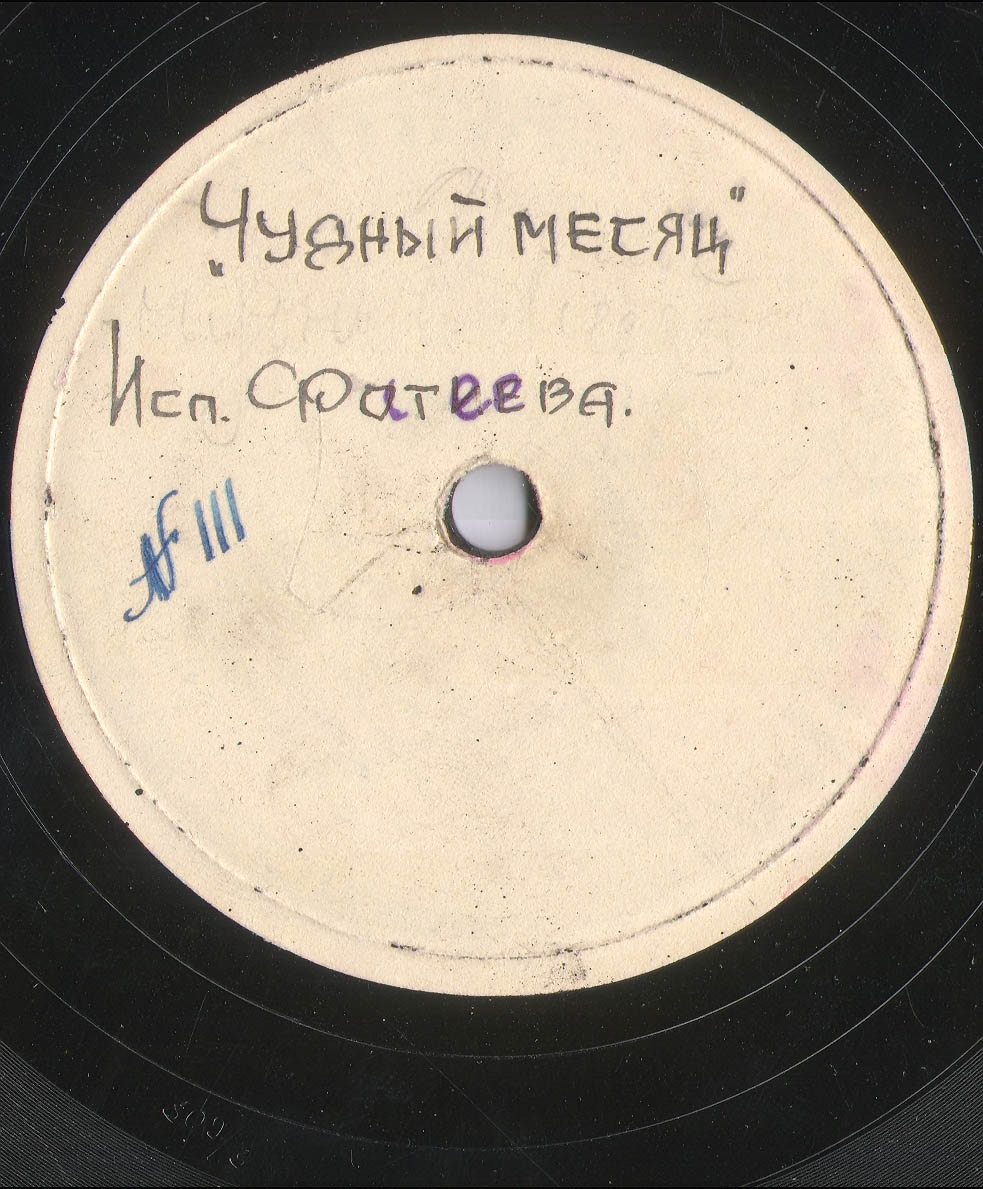 „Чудный месяц"
Исп. Фатеева.
№ 111